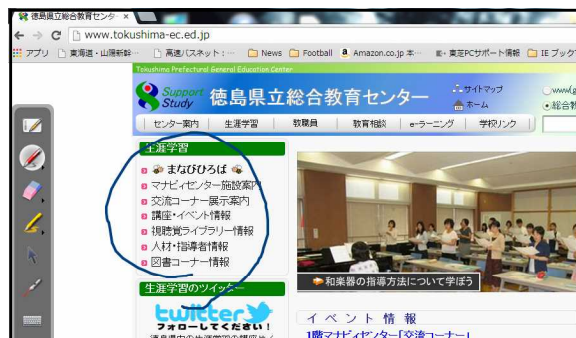 徳島県立総合教育センタ- ×
www.tokushima-ec.ed.jp
アプリ 東海道・山陽新幹… 高速バスネット：… News Football Amazon.co.jp 本… 東芝PCサポート情報 IE ブック
Tokushima Prefectural General Education Center
Support
Study
徳島県立総合教育センター
サイトマップ
ホーム
センター案内 生涯学習 教職員 教育相談 e-ラーニング 学校リンク
生涯学習
まなびひろば
マナビィセンター施設案内
交流コーナー展示案内
講座・イベント情報
視聴覚ライブラリー情報
人材・指導者情報
図書コーナー情報
和楽器の指導方法について学ぼう
生涯学習のツイッター
twitter
フォローしてください！
イベント情報
1階マナビィセンター「交流コーナー」